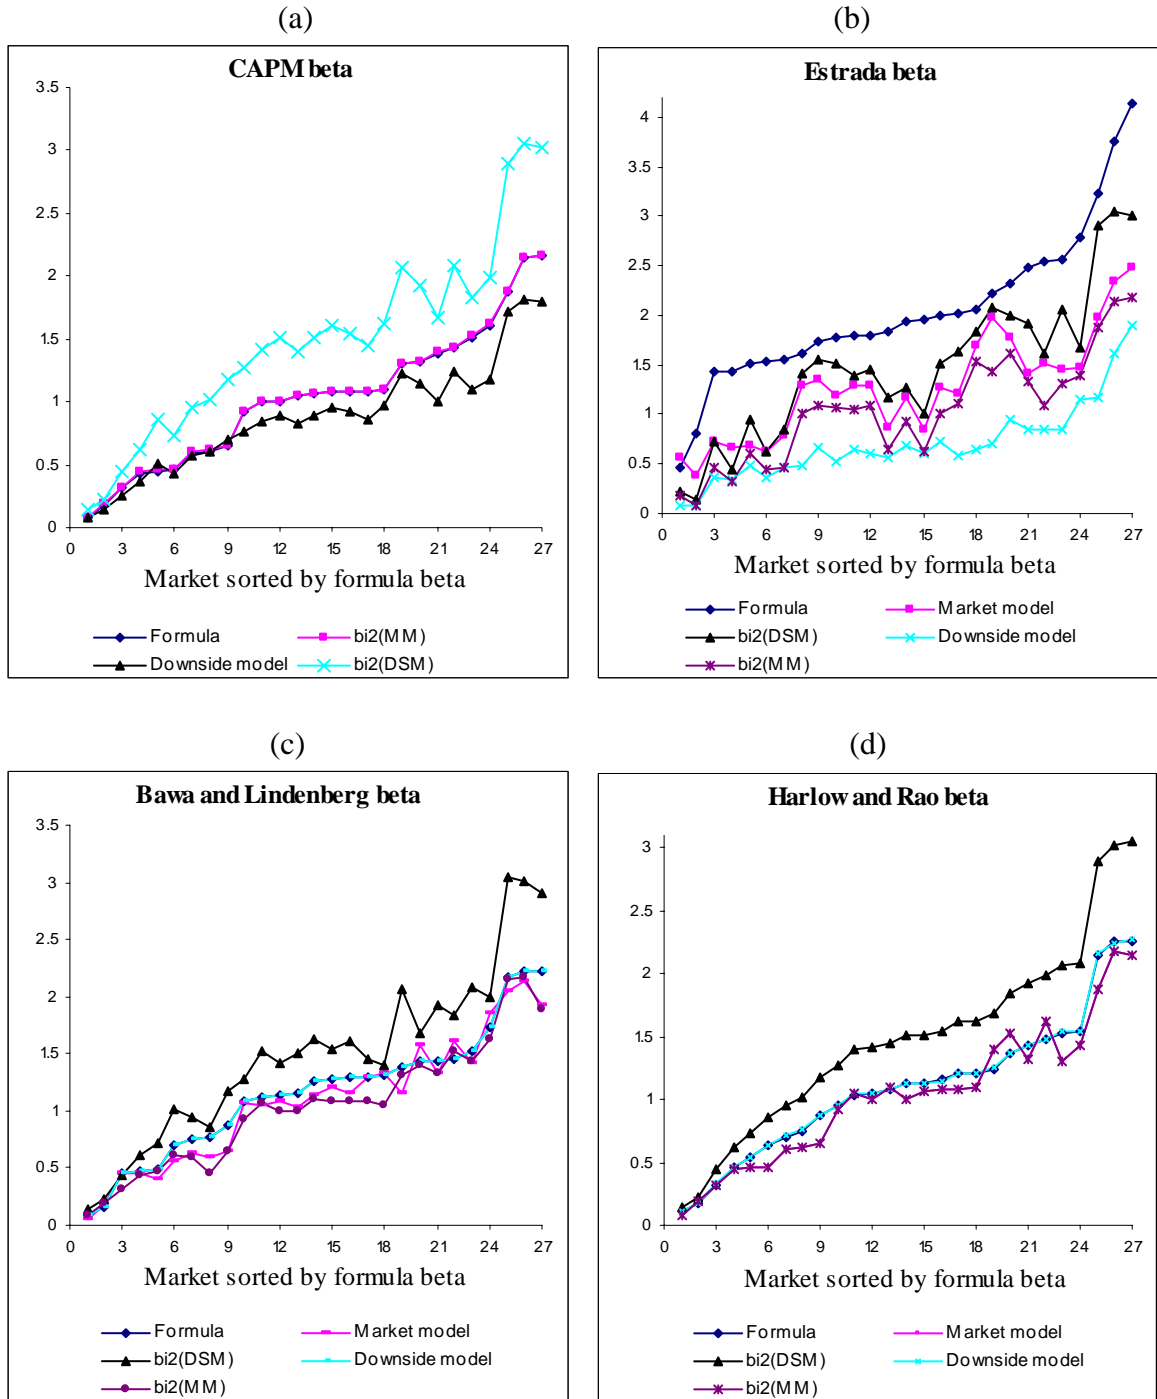 (a)
CAPM beta
3.5
3
2.5
2
1.5
1
0.5
0
0 3 6 9 12 15 18 21 24 27
Market sorted by formula beta
Formula bi2(MM)
Downside model bi2(DSM)
(b)
Estrada beta
4
3.5
3
2.5
2
1.5
1
0.5
0
0 3 6 9 12 15 18 21 24 27
Market sorted by formula beta
Formula Market model
bi2(DSM) Downside model
bi2(MM)
(c)
Bawa and Lindenberg beta
3.5
3
2.5
2
1.5
1
0.5
0
0 3 6 9 12 15 18 21 24 27
Market sorted by formula beta
Formula Market model
bi2(DSM) Downside model
bi2(MM)
(d)
Harlow and Rao beta
3
2.5
2
1.5
1
0.5
0
0 3 6 9 12 15 18 21 24 27
Market sorted by formula beta
Formula Market model
bi2(DSM) Downside model
bi2(MM)